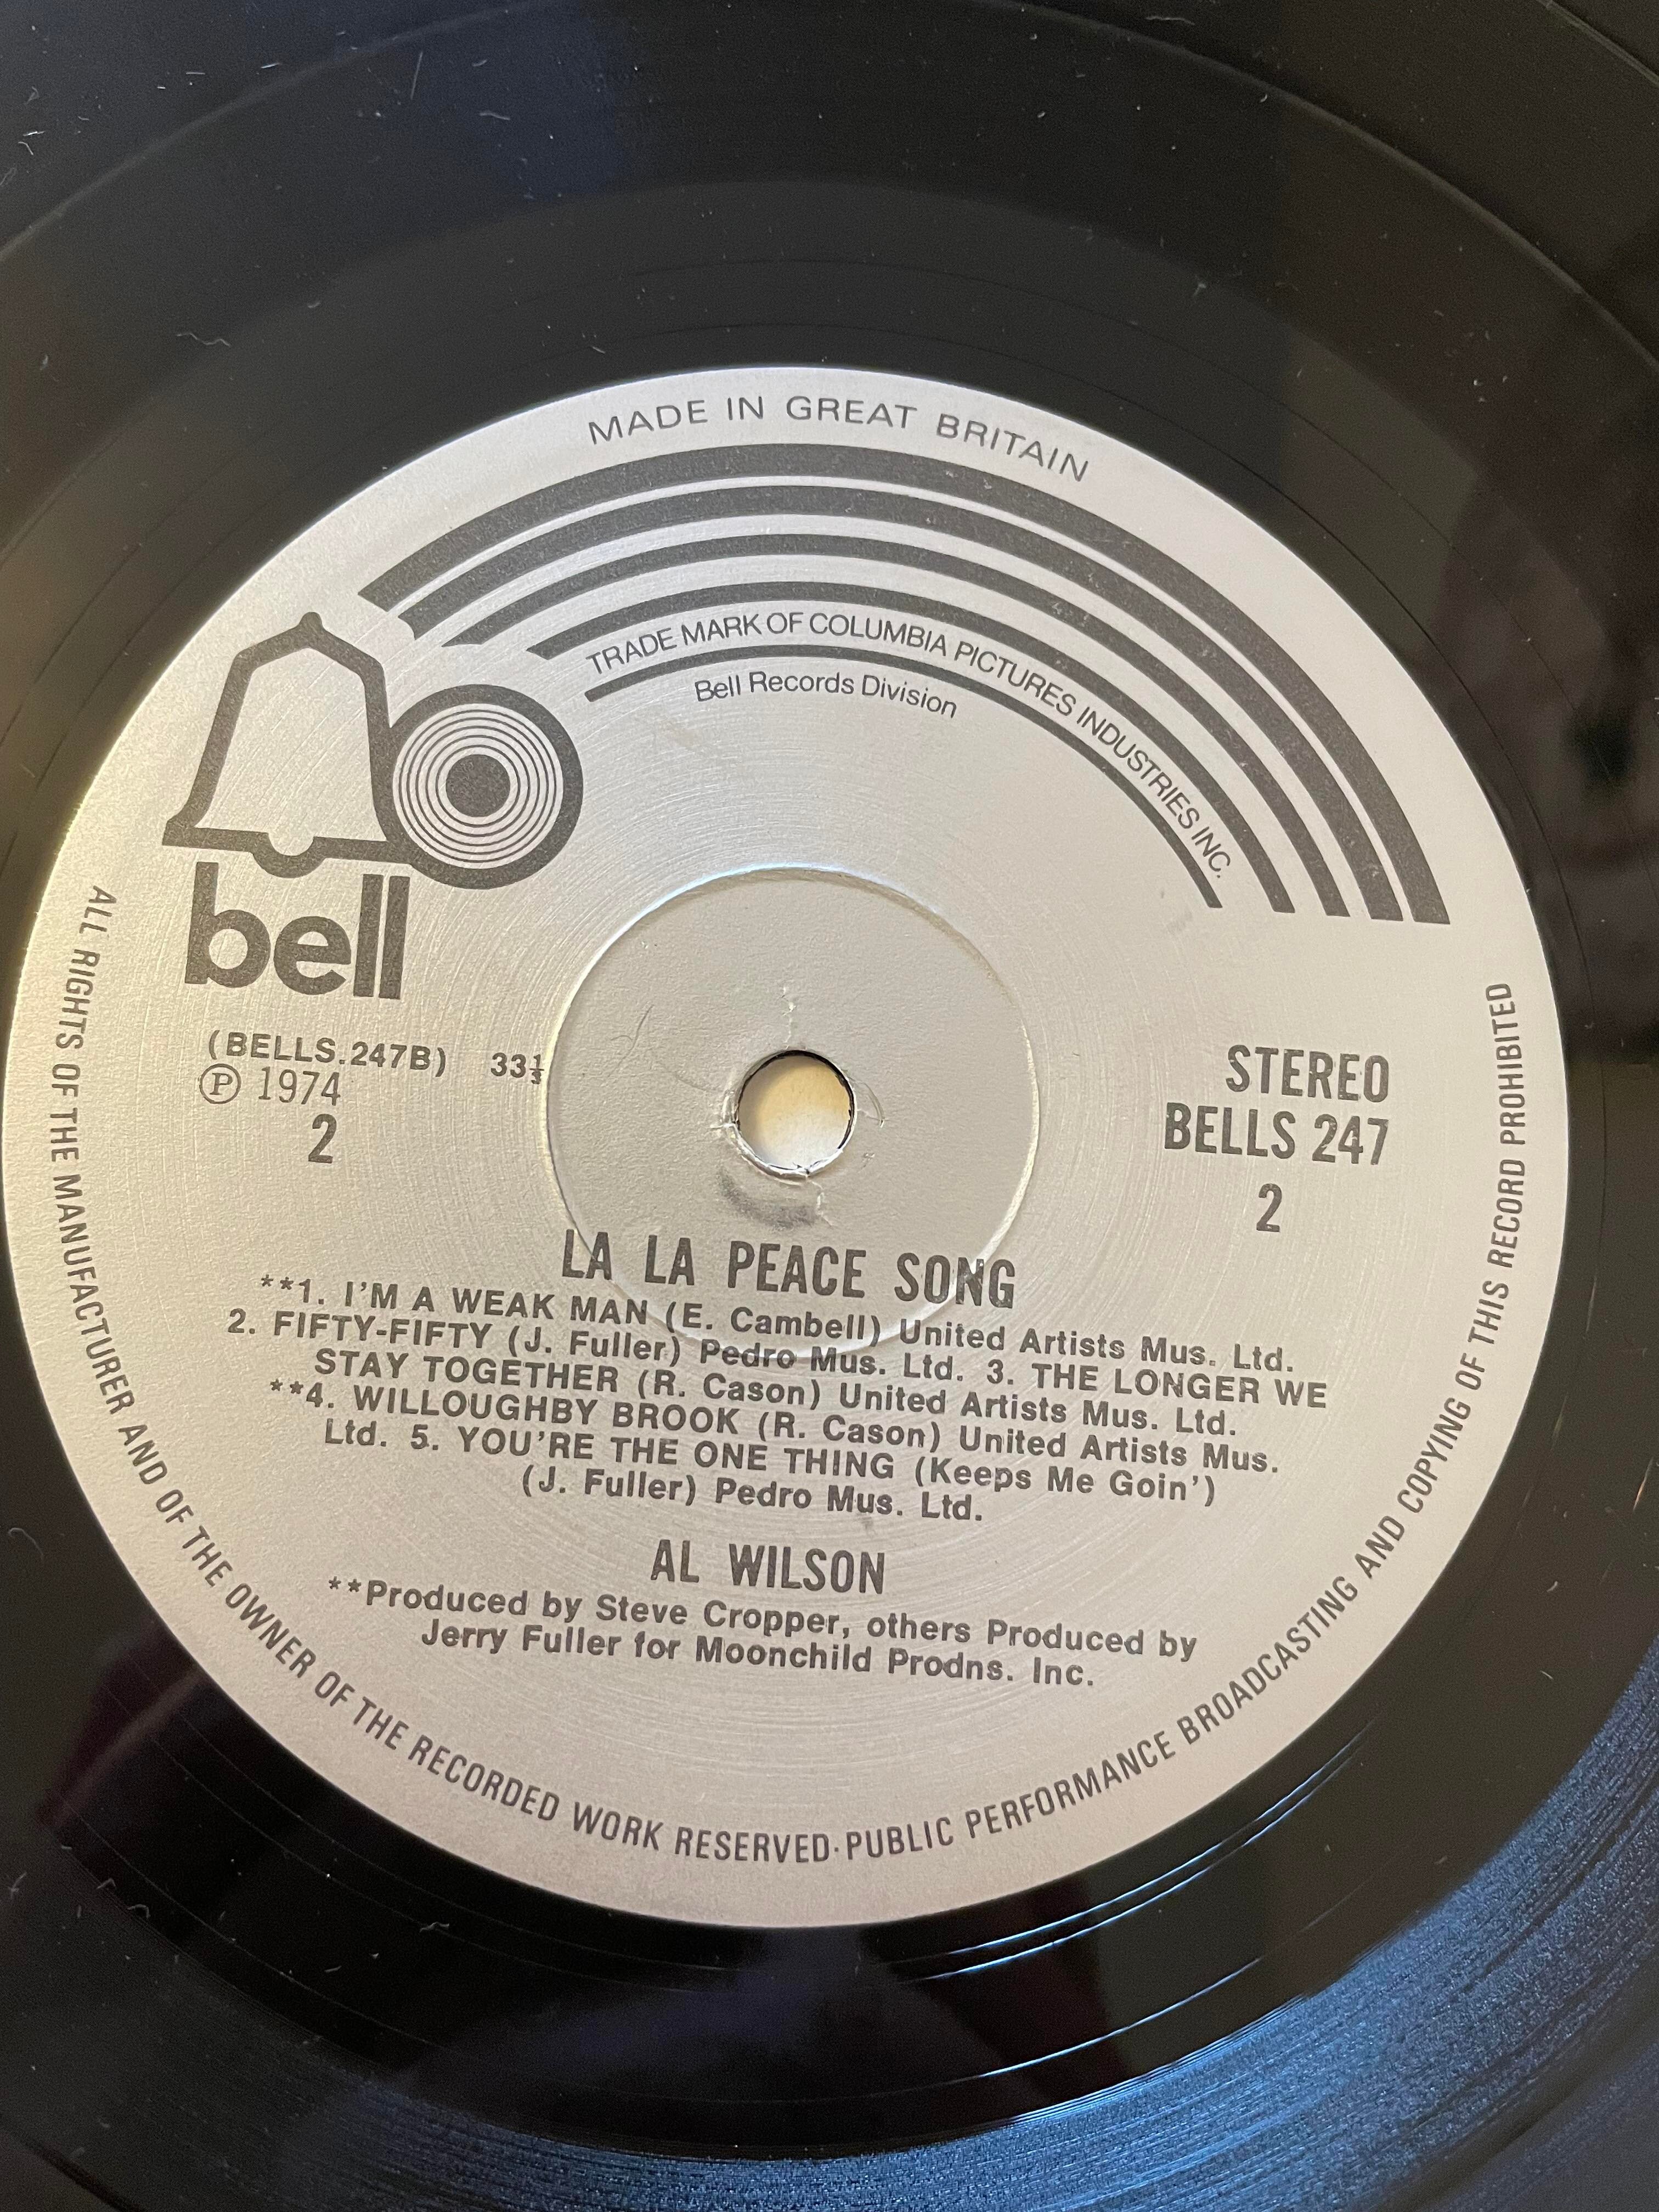 MADE IN GREAT BRITAIN
TRADE MARK OF COLUMBIA PICTURES INDUSTRIES INC.
Bell Records Division
bell
(BELLS.247B) 33⅓
Ⓟ 1974
2
STEREO
BELLS 247
2
LA LA PEACE SONG
**1. I'M A WEAK MAN (E. Cambell) United Artists Mus. Ltd.
2. FIFTY-FIFTY (J. Fuller) Pedro Mus. Ltd. 3. THE LONGER WE
STAY TOGETHER (R. Cason) United Artists Mus. Ltd.
**4. WILLOUGHBY BROOK (R. Cason) United Artists Mus.
Ltd. 5. YOU'RE THE ONE THING (Keeps Me Goin')
(J. Fuller) Pedro Mus. Ltd.
AL WILSON
**Produced by Steve Cropper, others Produced by
Jerry Fuller for Moonchild Prodns. Inc.
ALL RIGHTS OF THE MANUFACTURER AND OF THE OWNER OF THE RECORDED WORK RESERVED·PUBLIC PERFORMANCE BROADCASTING AND COPYING OF THIS RECORD PROHIBITED